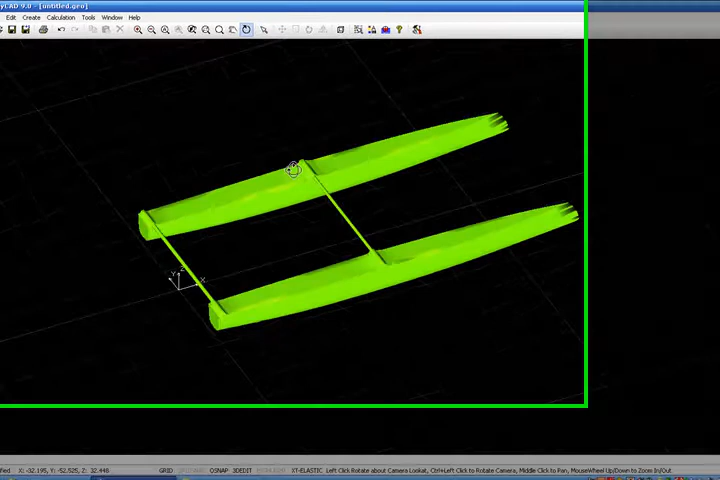 yCAD 9.0 - [untitled.gro]
Edit Create Calculation Tools Window Help
Y Z X
fied X: -32.195, Y: -52.525, Z: 32.448 GRID OSNAP 3DEDIT XT-ELASTIC Left Click Rotate about Camera Lookat, Ctrl+Left Click to Rotate Camera, Middle Click to Pan, MouseWheel Up/Down to Zoom In/Out